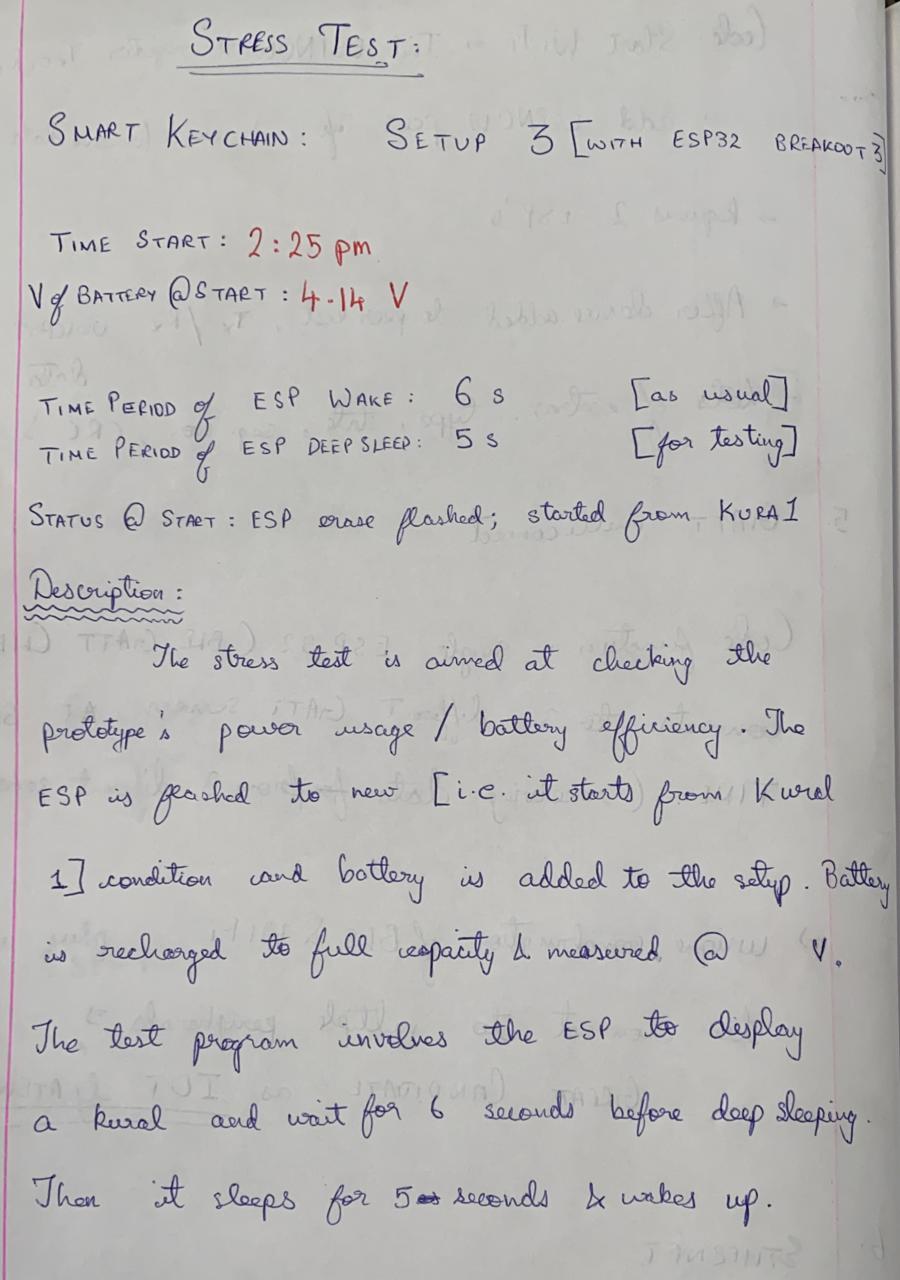 STRESS TEST:
SMART KEYCHAIN: SETUP 3 [WITH ESP32 BREAKOUT 3]
TIME START: 2:25 pm
V of BATTERY @ START: 4.14 V
TIME PERIOD of ESP WAKE: 6 s [as usual]
TIME PERIOD of ESP DEEP SLEEP: 5 s [for testing]
STATUS @ START: ESP erase flashed; started from KURAL
Description:
The stress test is aimed at checking the
prototype's power usage / battery efficiency. The
ESP is flashed to new [i.e. it starts from Kural
1] condition and battery is added to the setup. Battery
is recharged to full capacity & measured @ V.
The test program involves the ESP to display
a kural and wait for 6 seconds before deep sleeping.
Then it sleeps for 5 seconds & wakes up.